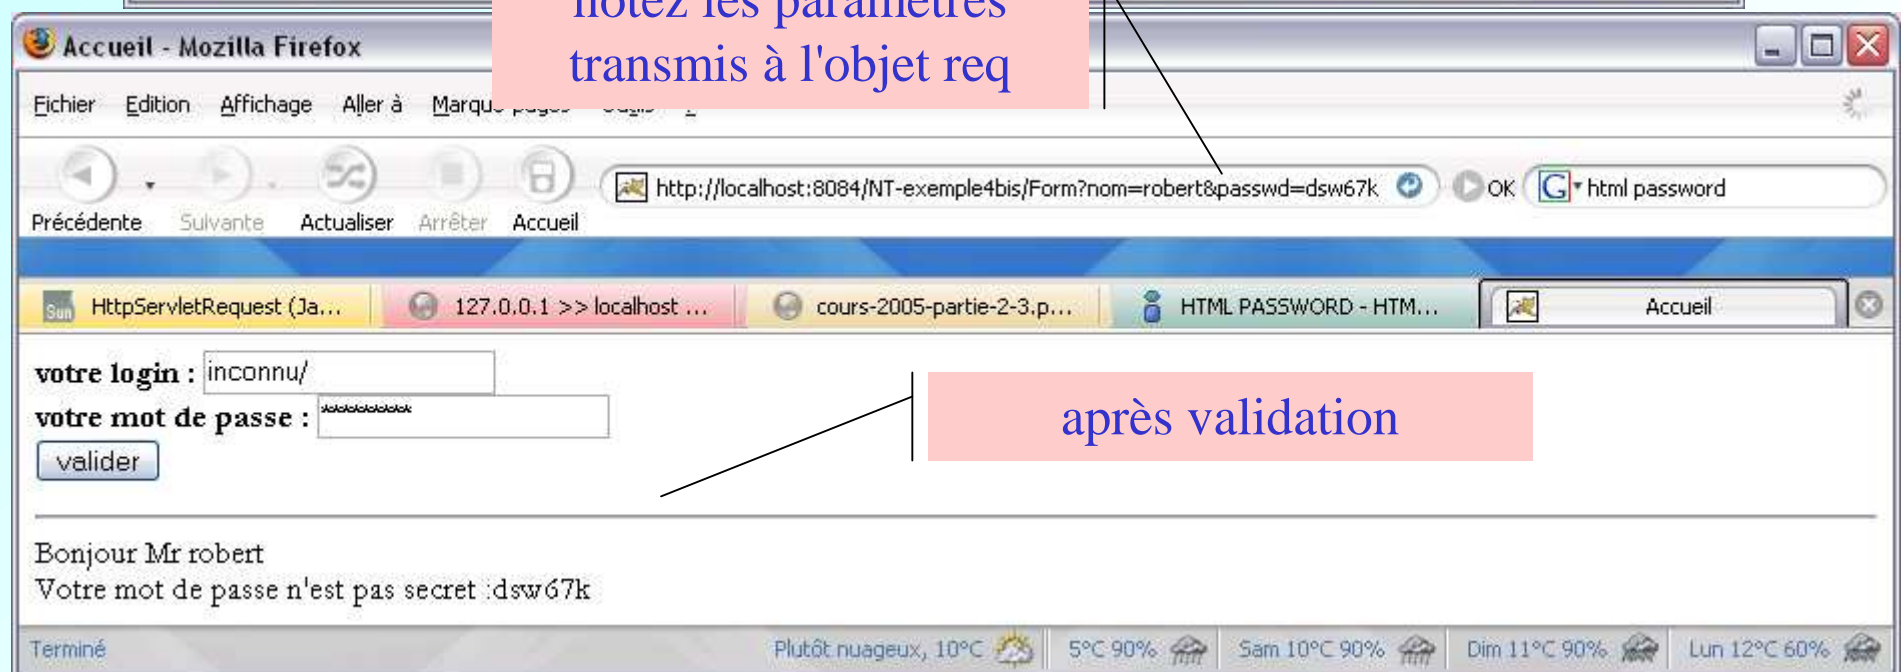 notez les paramètres
transmis à l'objet req
Accueil - Mozilla Firefox
Fichier Edition Affichage Aller à
http://localhost:8084/NT-exemple4bis/Form?nom=robert&passwd=dsw67k OK G html password
Précédente Suivante Actualiser Arrêter Accueil
Sun HttpServletRequest (Ja... 127.0.0.1 >> localhost ... cours-2005-partie-2-3.p... HTML PASSWORD - HTM... Accueil
votre login : inconnu/
votre mot de passe : **********
après validation
valider
Bonjour Mr robert
Votre mot de passe n'est pas secret :dsw67k
Terminé Plutôt nuageux, 10°C 5°C 90% Sam 10°C 90% Dim 11°C 90% Lun 12°C 60%